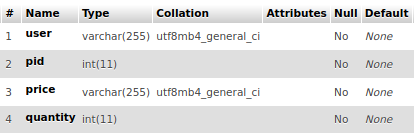 # Name Type Collation Attributes Null Default
1 user varchar(255) utf8mb4_general_ci No None
2 pid int(11) No None
3 price varchar(255) utf8mb4_general_ci No None
4 quantity int(11) No None